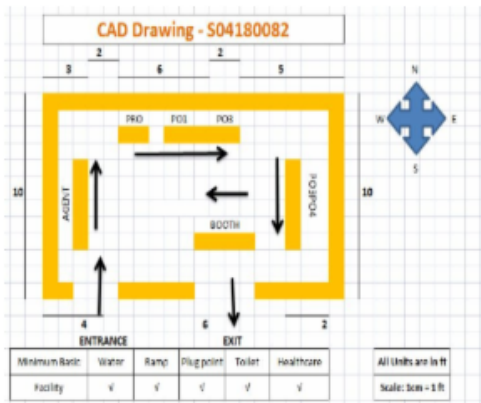 CAD Drawing - S04180082
2 2
3 6 5
N
W E
S
PRO PO1 PO3
10 AGENT PO3PO4 10
BOOTH
4 6 2
ENTRANCE EXIT
Minimum Basic Water Ramp Plug point Toilet Healthcare All Units are in ft
Facility √ √ √ √ √ Scale: 1cm - 1 ft